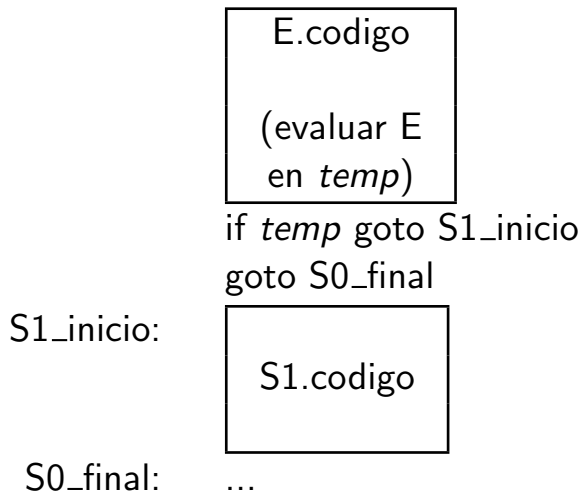 E.codigo
(evaluar E
en temp)
if temp goto S1_inicio
goto S0_final
S1_inicio:
S1.codigo
S0_final: ...